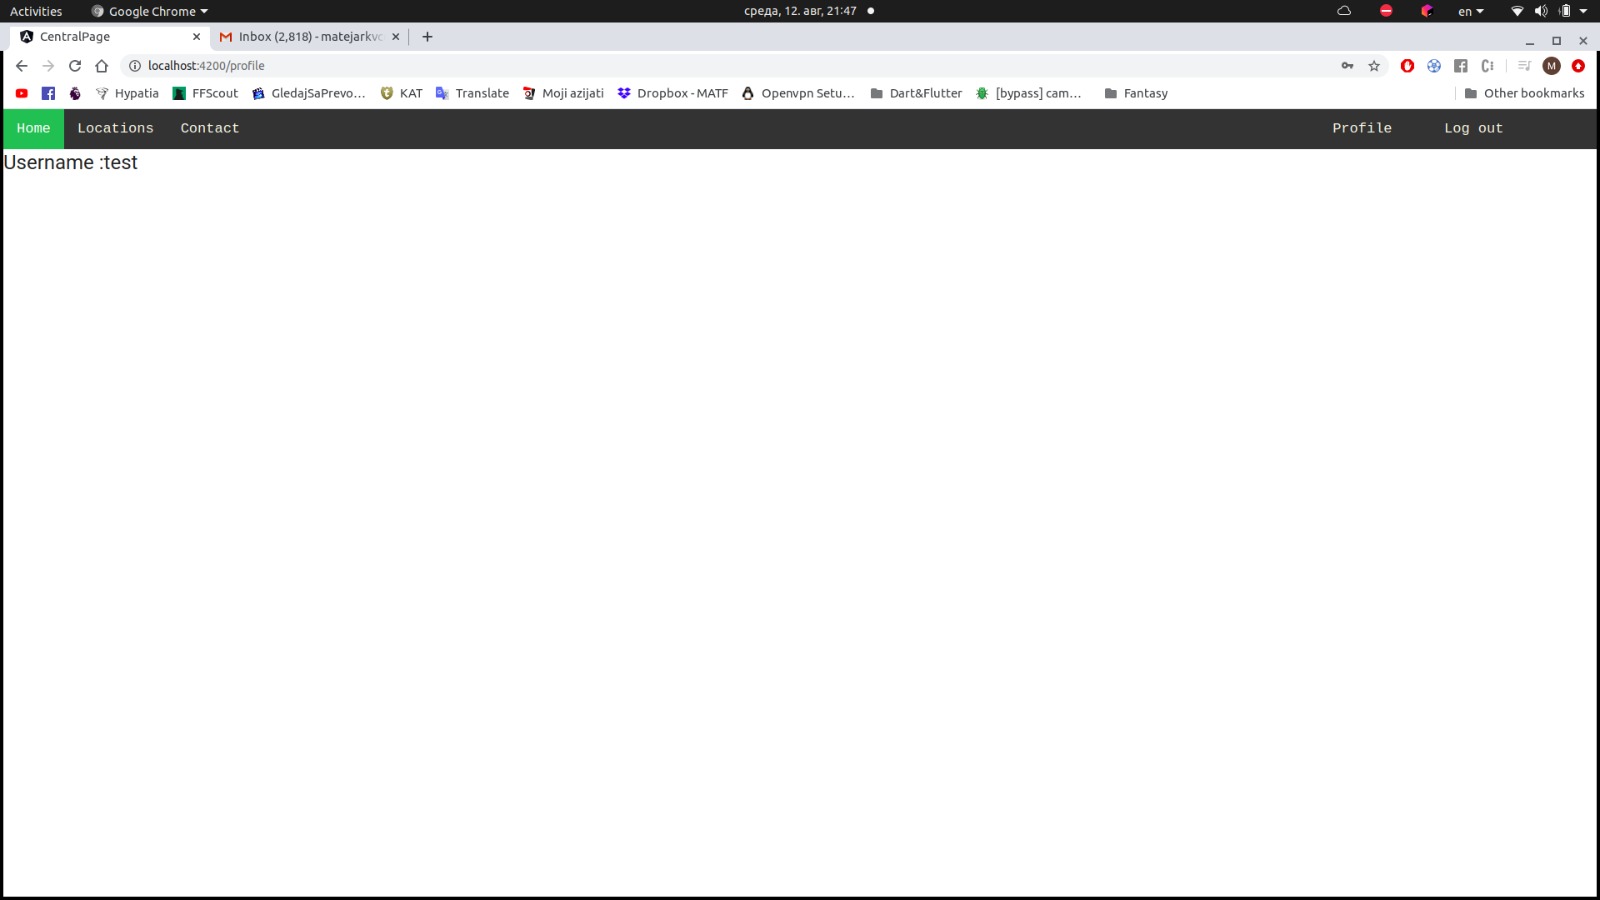 Activities Google Chrome среда, 12. авг, 21:47 en
CentralPage Inbox (2,818) - matejarkvc
localhost:4200/profile M
Hypatia FFScout GledajSaPrevo... KAT Translate Moji azijati Dropbox - MATF Openvpn Setu... Dart&Flutter [bypass] cam... Fantasy Other bookmarks
Home Locations Contact Profile Log out
Username :test